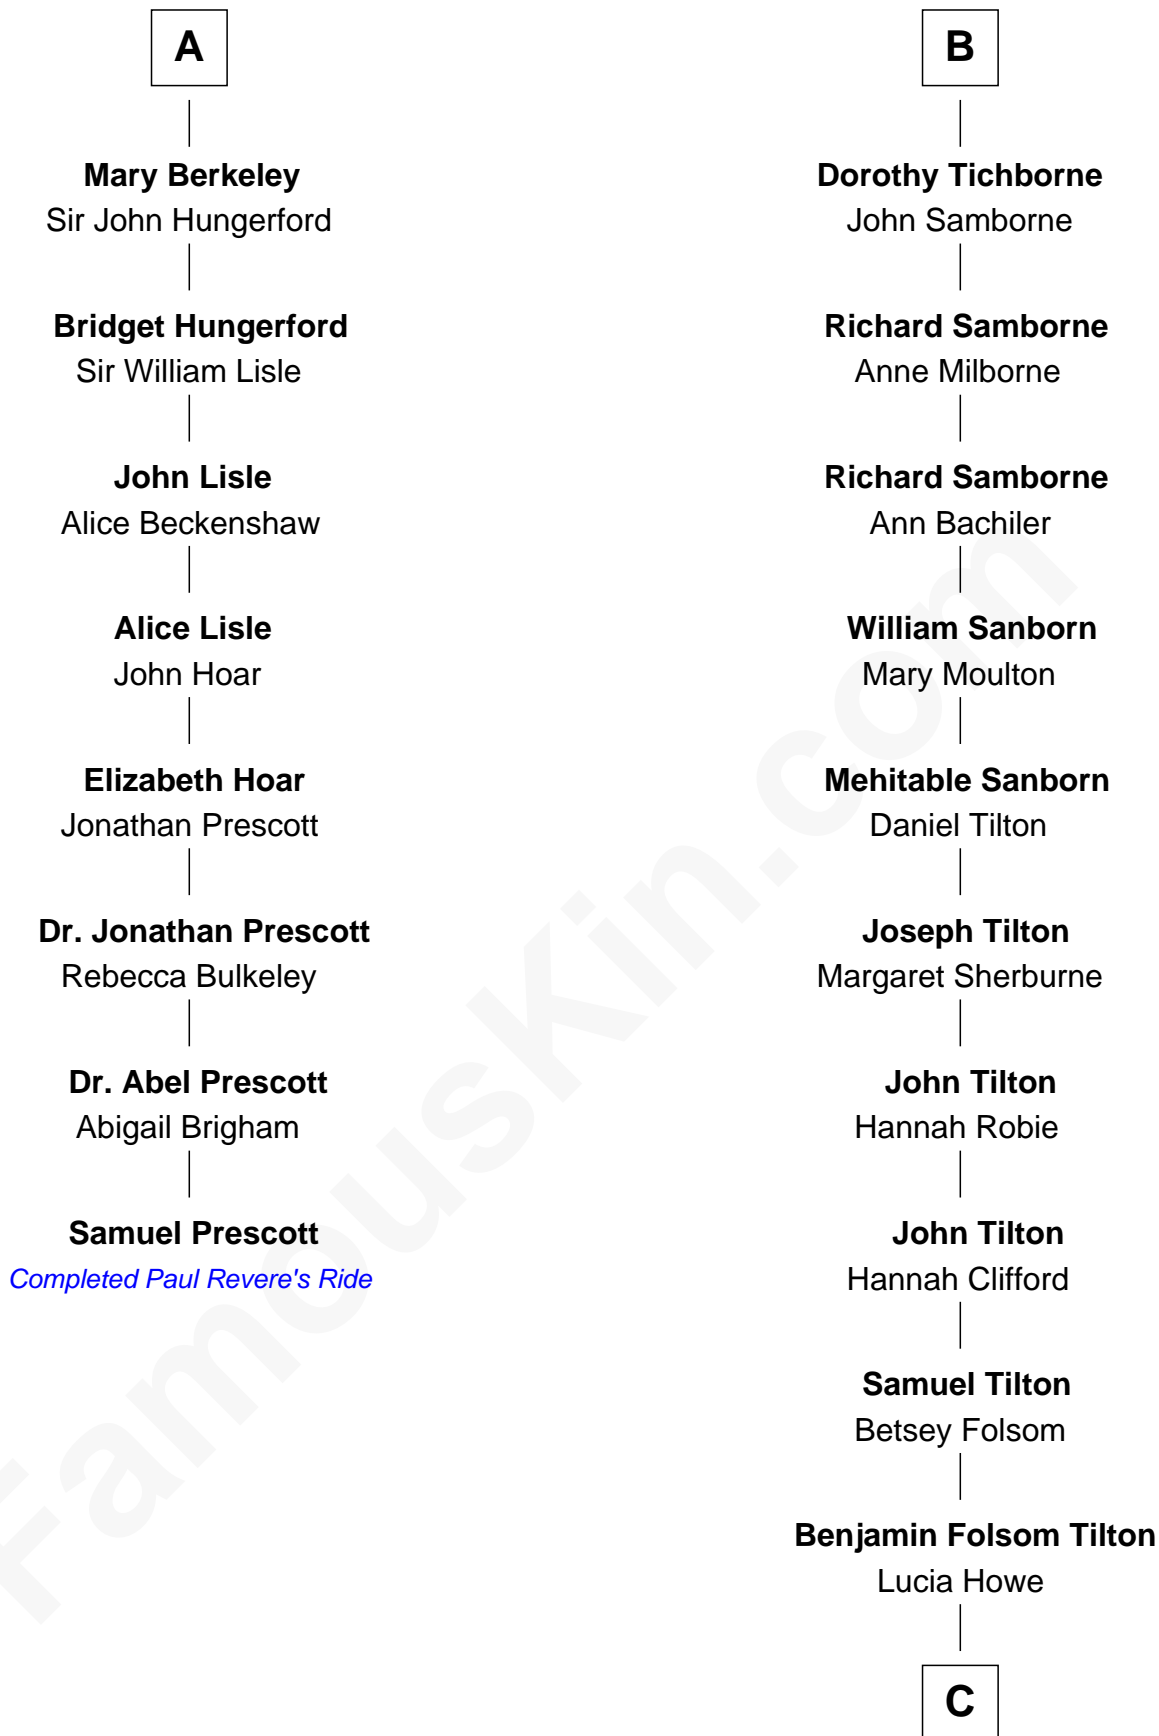 A
Mary Berkeley
Sir John Hungerford
Bridget Hungerford
Sir William Lisle
John Lisle
Alice Beckenshaw
Alice Lisle
John Hoar
Elizabeth Hoar
Jonathan Prescott
Dr. Jonathan Prescott
Rebecca Bulkeley
Dr. Abel Prescott
Abigail Brigham
Samuel Prescott
Completed Paul Revere's Ride
B
Dorothy Tichborne
John Samborne
Richard Samborne
Anne Milborne
Richard Samborne
Ann Bachiler
William Sanborn
Mary Moulton
Mehitable Sanborn
Daniel Tilton
Joseph Tilton
Margaret Sherburne
John Tilton
Hannah Robie
John Tilton
Hannah Clifford
Samuel Tilton
Betsey Folsom
Benjamin Folsom Tilton
Lucia Howe
C
FamousKin.com